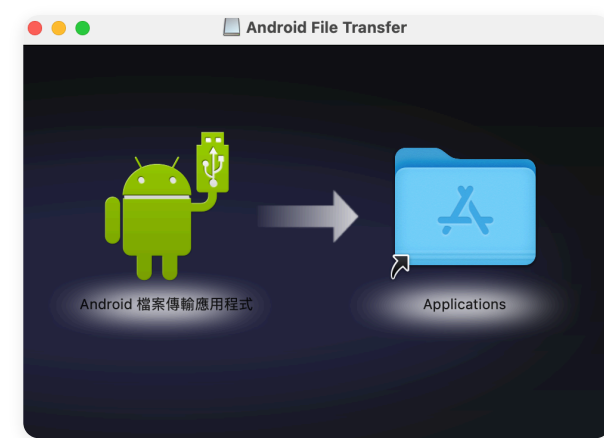 Android File Transfer
Android 檔案傳輸應用程式
Applications